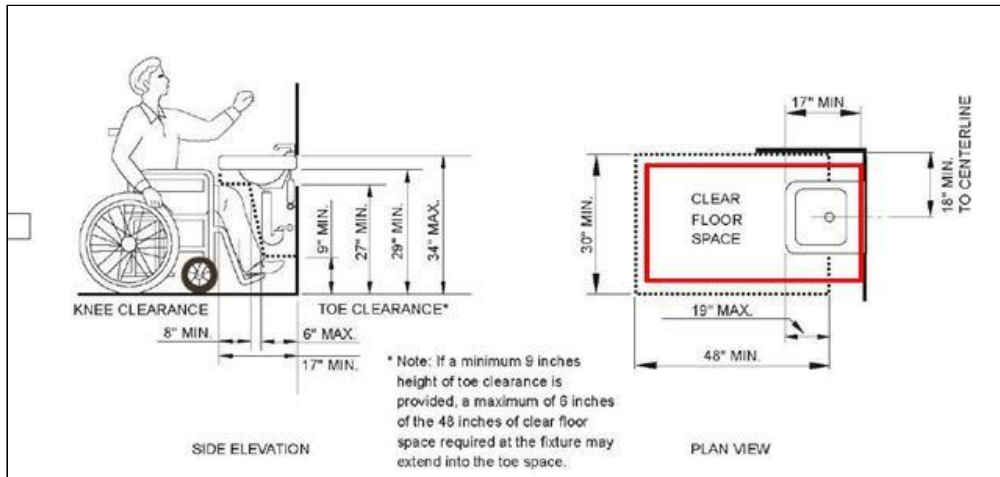 9" MIN.
27" MIN.
29" MIN.
34" MAX.
KNEE CLEARANCE
TOE CLEARANCE*
8" MIN.
6" MAX.
17" MIN.
* Note: If a minimum 9 inches
height of toe clearance is
provided, a maximum of 6 inches
of the 48 inches of clear floor
space required at the fixture may
extend into the toe space.
SIDE ELEVATION
17" MIN.
18" MIN.
TO CENTERLINE
30" MIN.
CLEAR
FLOOR
SPACE
19" MAX.
48" MIN.
PLAN VIEW